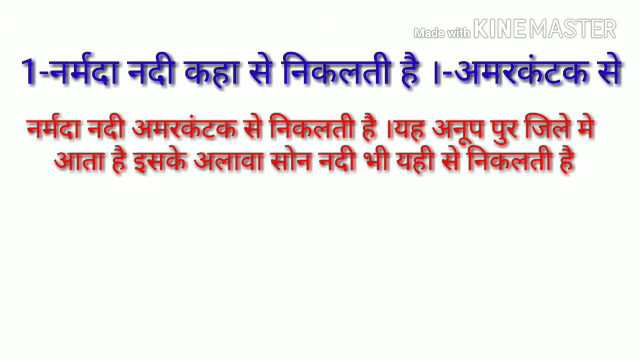 Made with KINEMASTER
1-नर्मदा नदी कहा से निकलती है ।-अमरकंटक से
नर्मदा नदी अमरकंटक से निकलती है ।यह अनूप पुर जिले मे
आता है इसके अलावा सोन नदी भी यही से निकलती है